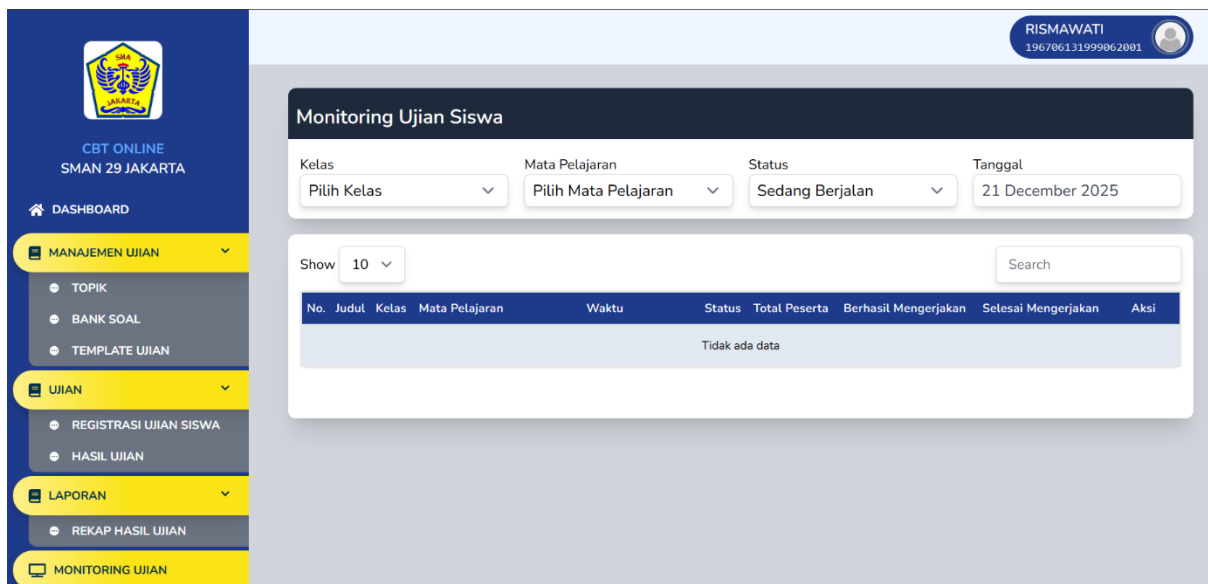 SMA
JAKARTA
CBT ONLINE
SMAN 29 JAKARTA
DASHBOARD
MANAJEMEN UJIAN
TOPIK
BANK SOAL
TEMPLATE UJIAN
UJIAN
REGISTRASI UJIAN SISWA
HASIL UJIAN
LAPORAN
REKAP HASIL UJIAN
MONITORING UJIAN
RISMAWATI
196706131999062001
Monitoring Ujian Siswa
Kelas Mata Pelajaran Status Tanggal
Pilih Kelas Pilih Mata Pelajaran Sedang Berjalan 21 December 2025
Show 10 Search
No. Judul Kelas Mata Pelajaran Waktu Status Total Peserta Berhasil Mengerjakan Selesai Mengerjakan Aksi
Tidak ada data